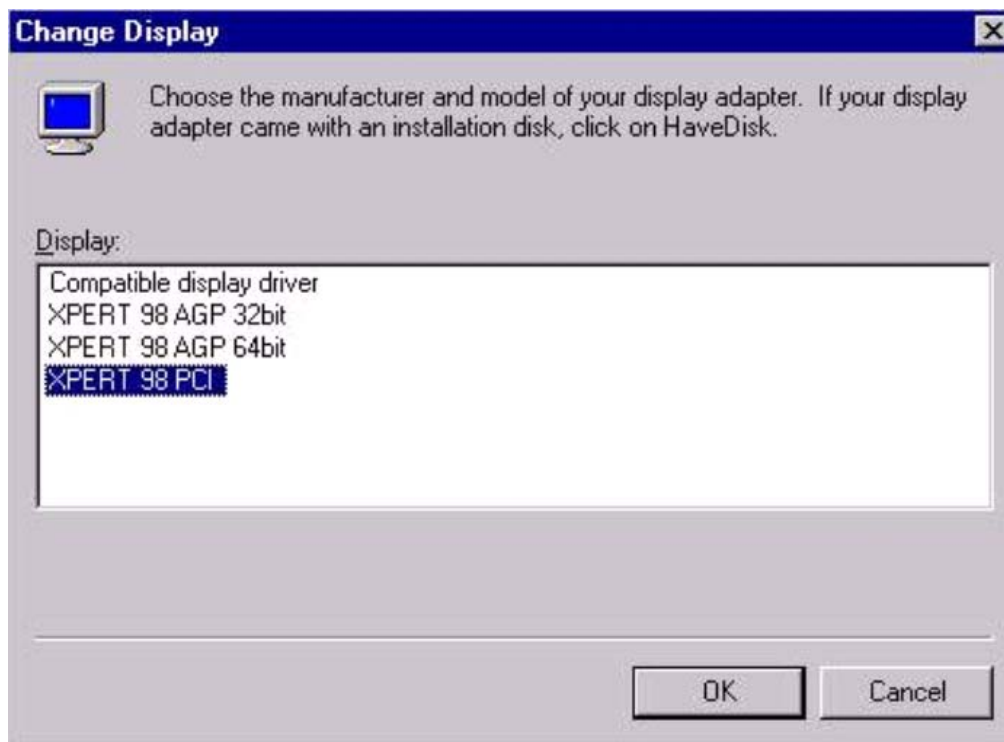 Change Display
Choose the manufacturer and model of your display adapter. If your display
adapter came with an installation disk, click on HaveDisk.
Display:
Compatible display driver
XPERT 98 AGP 32bit
XPERT 98 AGP 64bit
XPERT 98 PCI
OK
Cancel